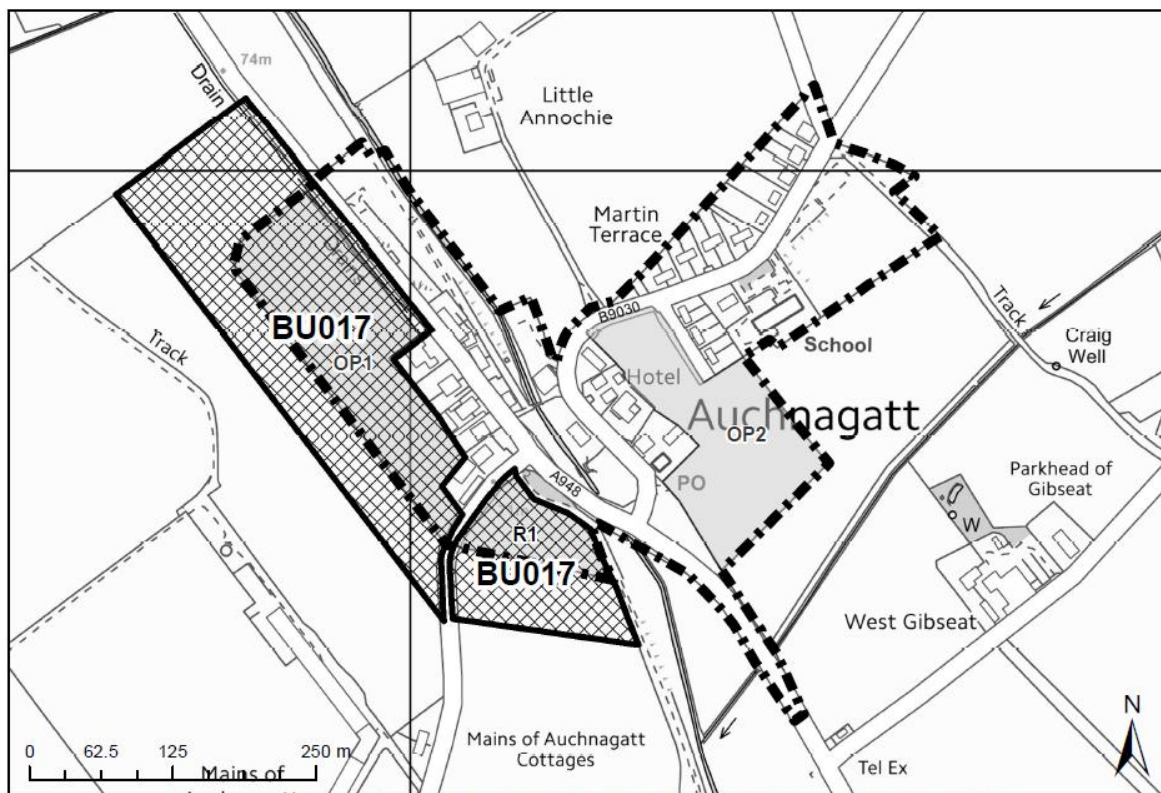 74m
Drain
Little
Annochie
Martin
Terrace
Drains
BU017
OP1
B9030
Track
School
Hotel
Auchnagatt
OP2
Track
Craig
Well
PO
A948
R1
BU017
Parkhead of
Gibseat
W
West Gibseat
Mains of Auchnagatt
Cottages
Tel Ex
N
0 62.5 125 250 m
Mains of